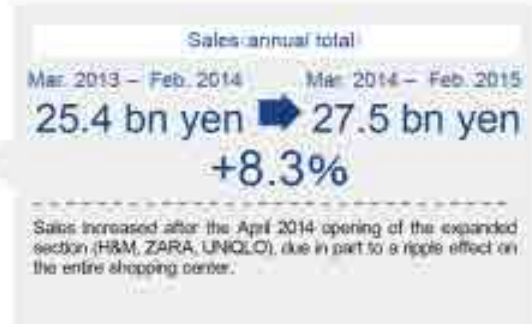 Sales annual total
Mar. 2013 – Feb. 2014 Mar. 2014 – Feb. 2015
25.4 bn yen 27.5 bn yen
+8.3%
Sales increased after the April 2014 opening of the expanded
section (H&M, ZARA, UNIQLO), due in part to a ripple effect on
the entire shopping center.